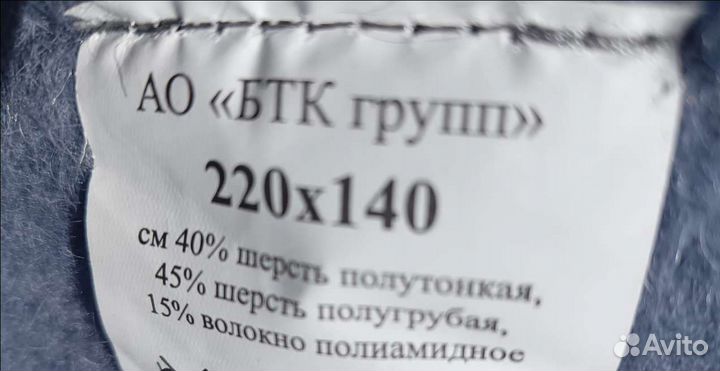 АО «БТК групп»
220х140
см 40% шерсть полутонкая,
45% шерсть полугрубая,
15% волокно полиамидное
Avito